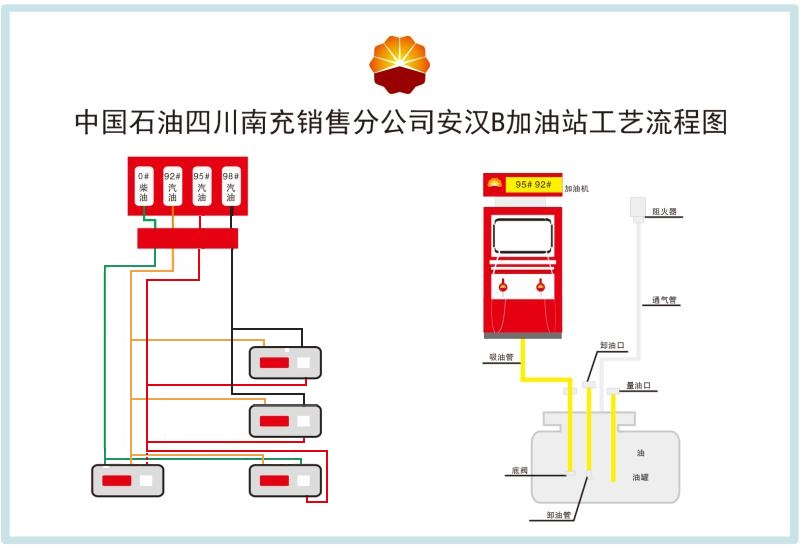 中国石油四川南充销售分公司安汉B加油站工艺流程图
0# 92# 95# 98#
柴油 汽油 汽油 汽油
95# 92#
加油机
阻火器
通气管
卸油口
吸油管
量油口
油
底阀
油罐
卸油管